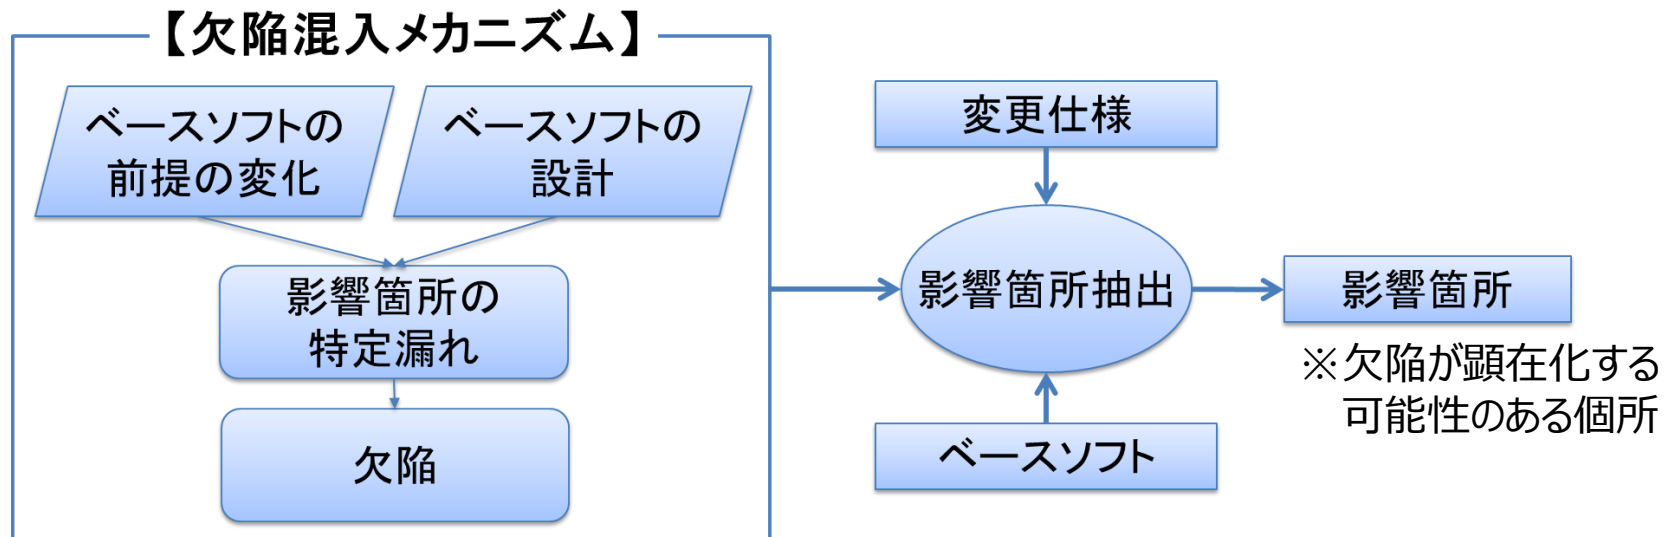 【欠陥混入メカニズム】
ベースソフトの
前提の変化
ベースソフトの
設計
影響箇所の
特定漏れ
欠陥
変更仕様
影響箇所抽出
ベースソフト
影響箇所
※欠陥が顕在化する
可能性のある個所